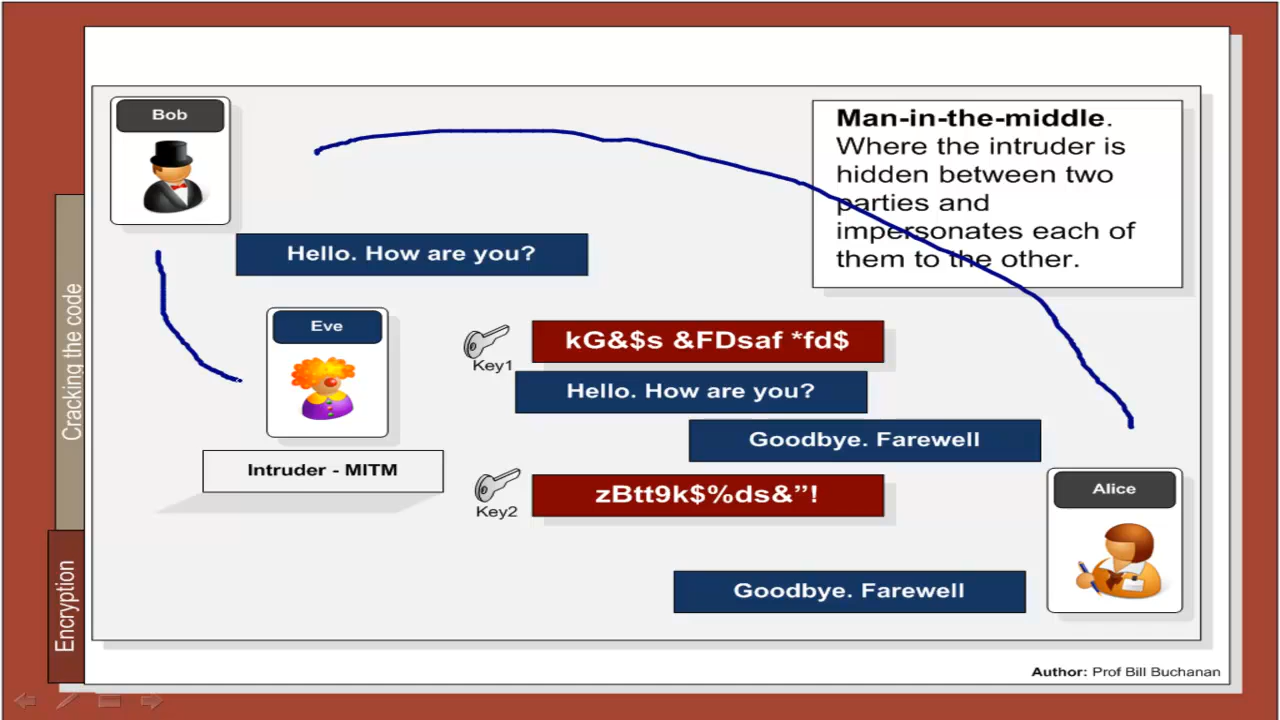 Bob
Man-in-the-middle.
Where the intruder is
hidden between two
parties and
impersonates each of
them to the other.
Hello. How are you?
Eve
kG&$s &FDsaf *fd$
Key1
Hello. How are you?
Goodbye. Farewell
Intruder - MITM
zBtt9k$%ds&”!
Key2
Alice
Goodbye. Farewell
Cracking the code
Encryption
Author: Prof Bill Buchanan